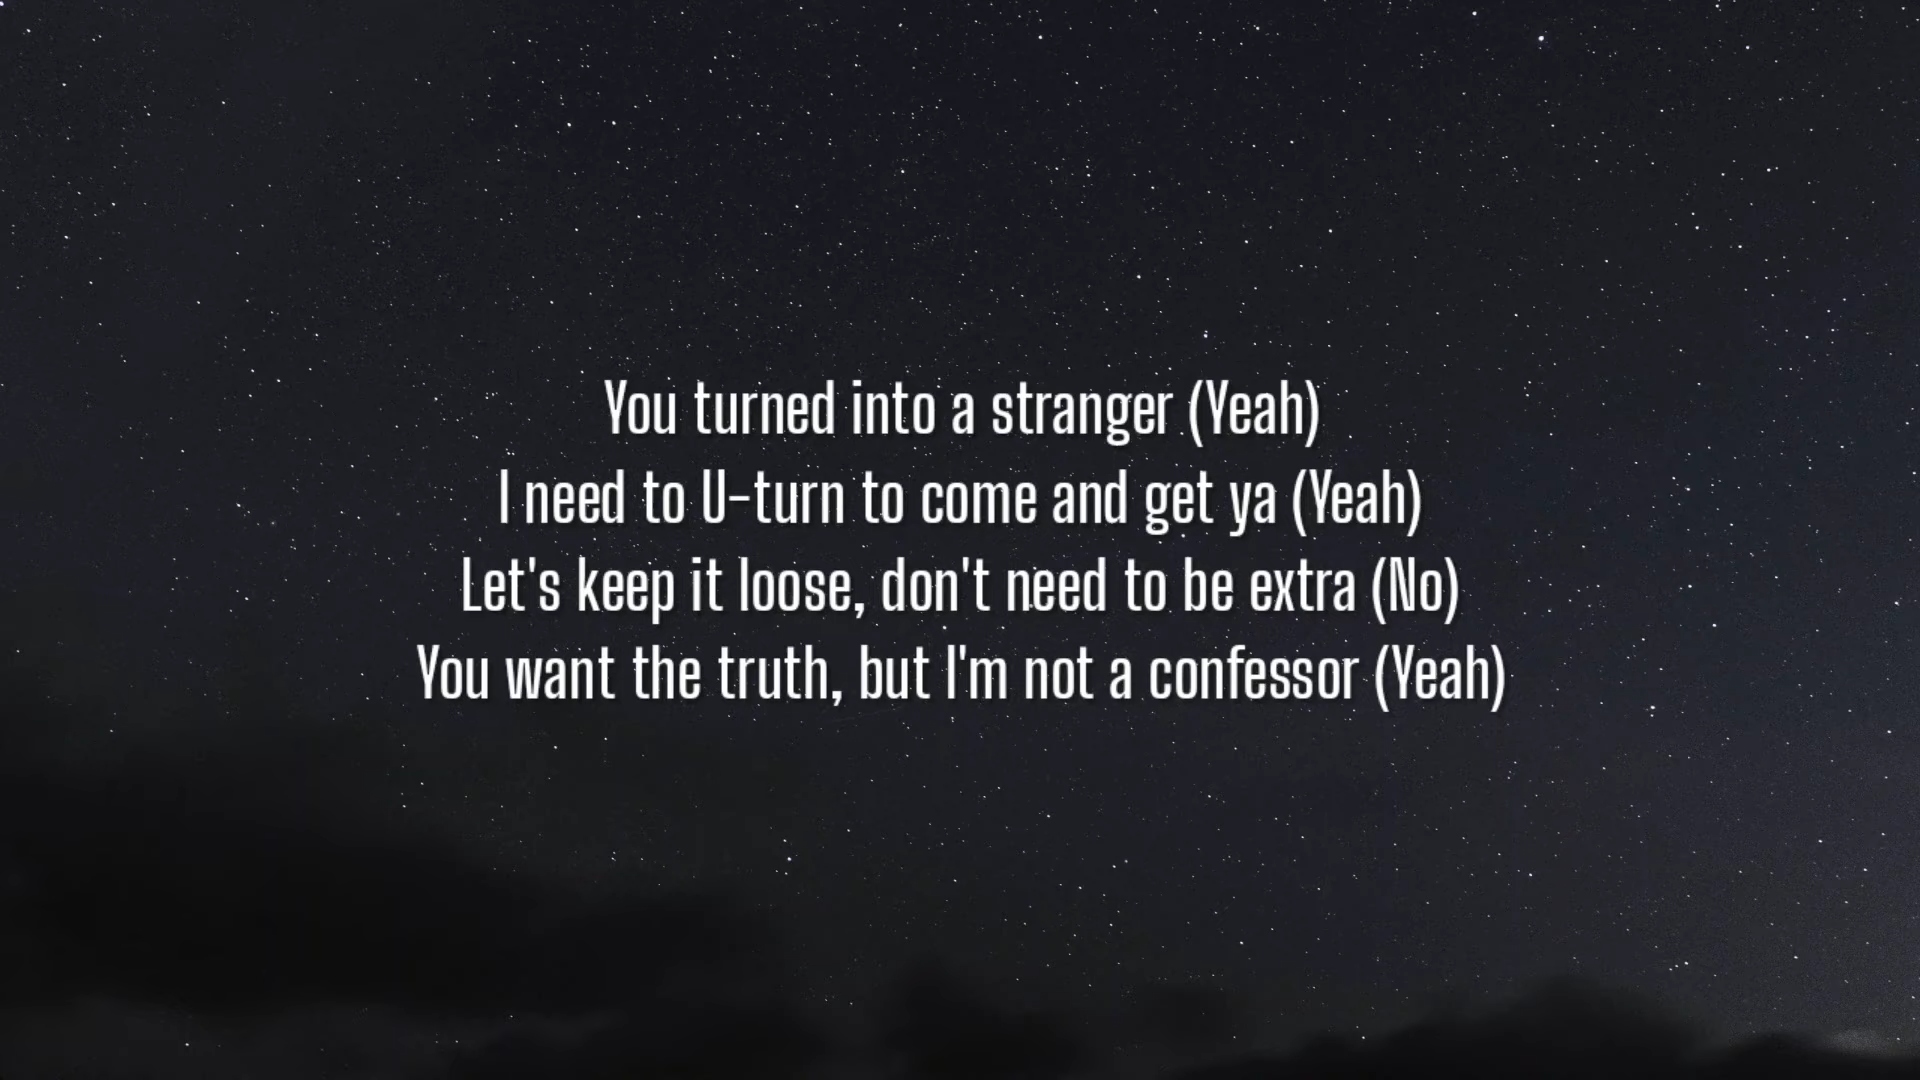 You turned into a stranger (Yeah)
I need to U-turn to come and get ya (Yeah)
Let's keep it loose, don't need to be extra (No)
You want the truth, but I'm not a confessor (Yeah)